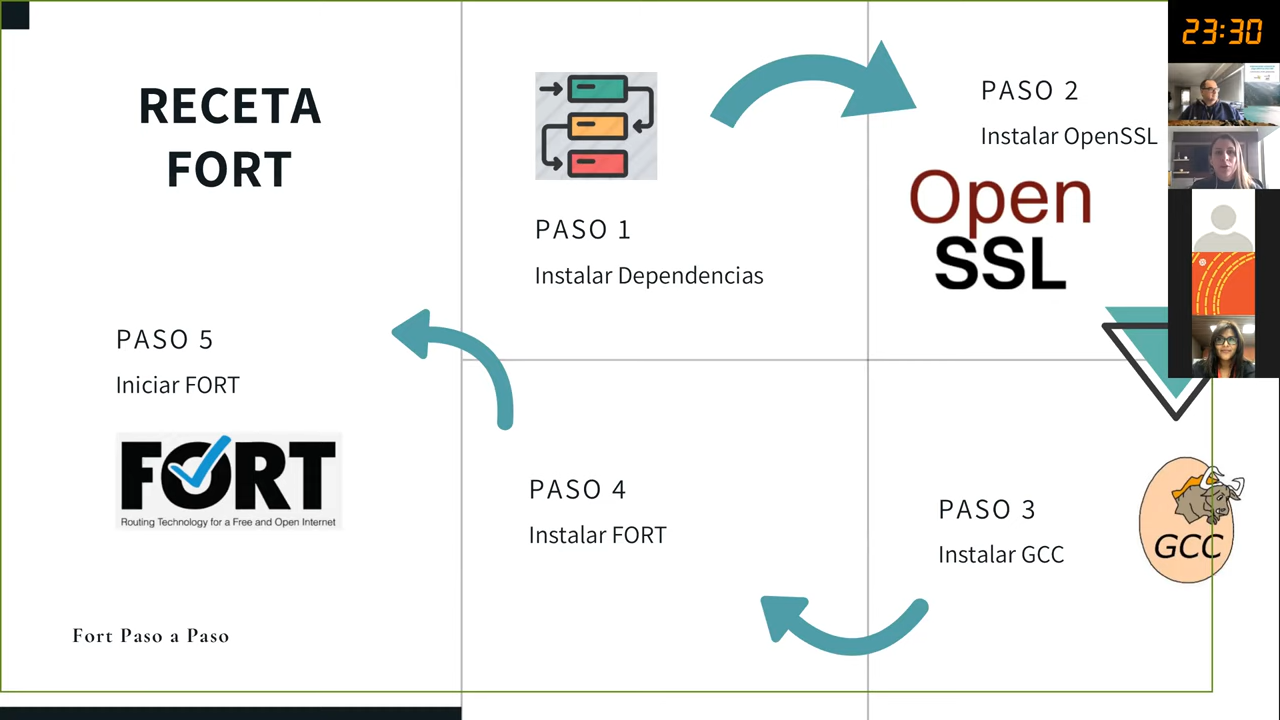 RECETA
FORT
PASO 1
Instalar Dependencias
PASO 2
Instalar OpenSSL
Open
SSL
PASO 3
Instalar GCC
GCC
PASO 4
Instalar FORT
PASO 5
Iniciar FORT
FORT
Routing Technology for a Free and Open Internet
Fort Paso a Paso
23:30